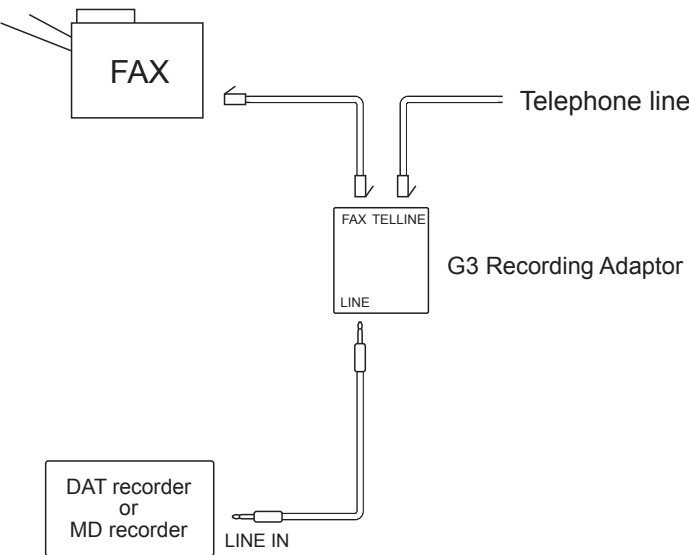 FAX
Telephone line
FAX TELLINE
G3 Recording Adaptor
LINE
DAT recorder
or
MD recorder
LINE IN